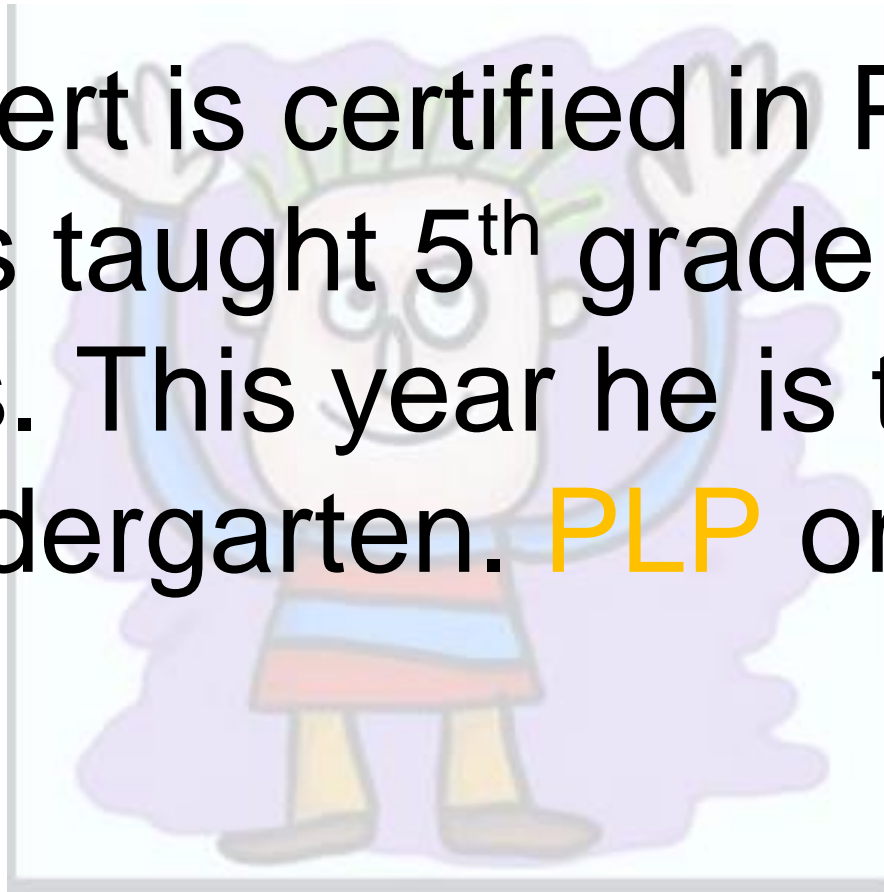 ert is certified in P
s taught 5th grade
s. This year he is t
dergarten. PLP or